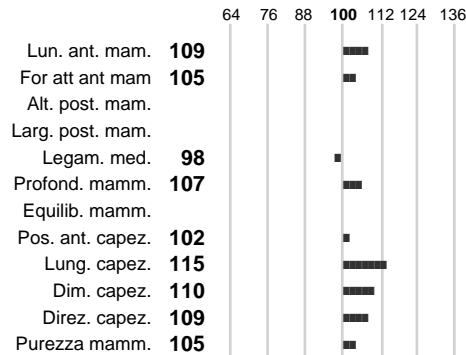 64 76 88 100 112 124 136
Lun. ant. mam. 109
For att ant mam 105
Alt. post. mam.
Larg. post. mam.
Legam. med. 98
Profond. mamm. 107
Equilib. mamm.
Pos. ant. capez. 102
Lung. capez. 115
Dim. capez. 110
Direz. capez. 109
Purezza mamm. 105